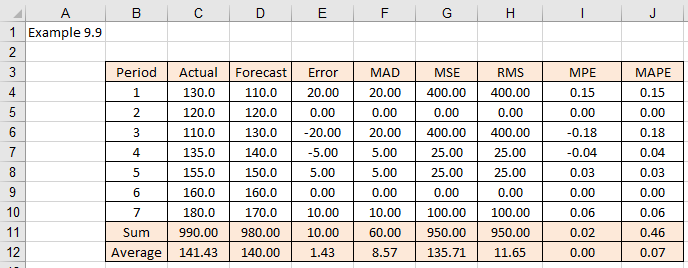 A B C D E F G H I J
1 Example 9.9
2
3 Period Actual Forecast Error MAD MSE RMS MPE MAPE
4 1 130.0 110.0 20.00 20.00 400.00 400.00 0.15 0.15
5 2 120.0 120.0 0.00 0.00 0.00 0.00 0.00 0.00
6 3 110.0 130.0 -20.00 20.00 400.00 400.00 -0.18 0.18
7 4 135.0 140.0 -5.00 5.00 25.00 25.00 -0.04 0.04
8 5 155.0 150.0 5.00 5.00 25.00 25.00 0.03 0.03
9 6 160.0 160.0 0.00 0.00 0.00 0.00 0.00 0.00
10 7 180.0 170.0 10.00 10.00 100.00 100.00 0.06 0.06
11 Sum 990.00 980.00 10.00 60.00 950.00 950.00 0.02 0.46
12 Average 141.43 140.00 1.43 8.57 135.71 11.65 0.00 0.07